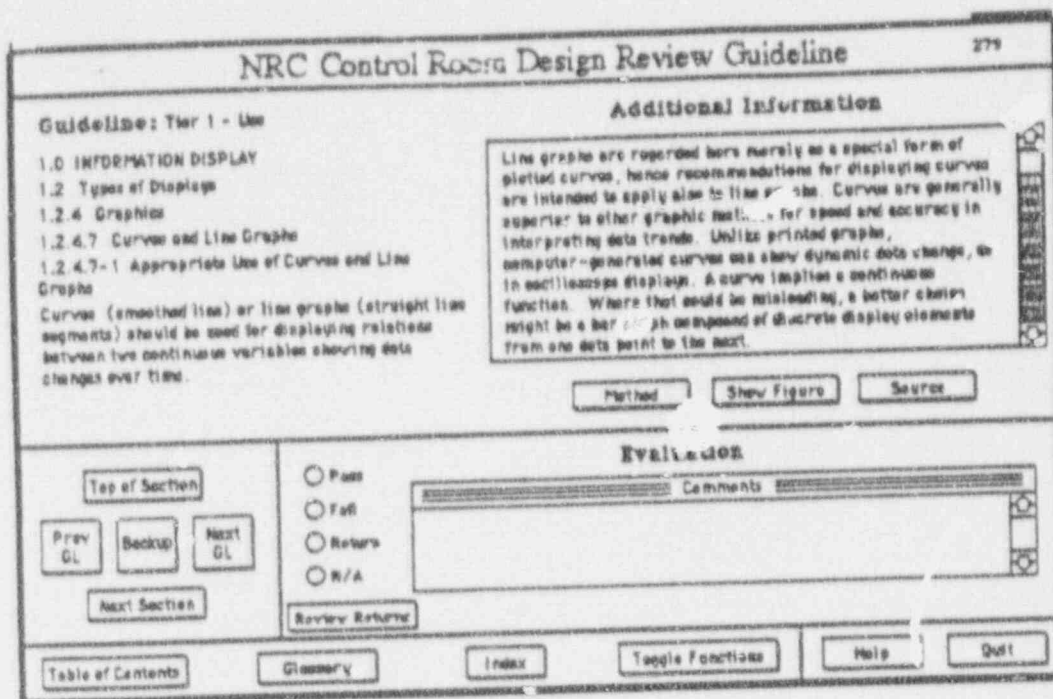 NRC Control Room Design Review Guideline
279
Guideline: Tier 1 - Use
1.0 INFORMATION DISPLAY
1.2 Types of Displays
1.2.4 Graphics
1.2.4.7 Curves and Line Graphs
1.2.4.7-1 Appropriate Use of Curves and Line
Graphs
Curves (smoothed line) or line graphs (straight line
segments) should be used for displaying relations
between two continuous variables showing data
changes over time.
Additional Information
Line graphs are regarded here merely as a special form of
plotted curves, hence recommendations for displaying curves
are intended to apply also to line. Curves are generally
superior to other graphic for speed and accuracy in
interpreting data trends. Unlike printed graphs,
computer-generated curves can show dynamic data change, as
in oscilloscope displays. A curve implies a continuous
function. Where that could be misleading, a better choice
might be a bar composed of discrete display elements
from one data point to the next.
Method
Show Figure
Source
Top of Section
Prev
GL
Backup
Next
GL
Next Section
Evaluation
Pass
Fail
Return
N/A
Review Returns
Comments
Table of Contents
Glossary
Index
Toggle Functions
Help
Quit